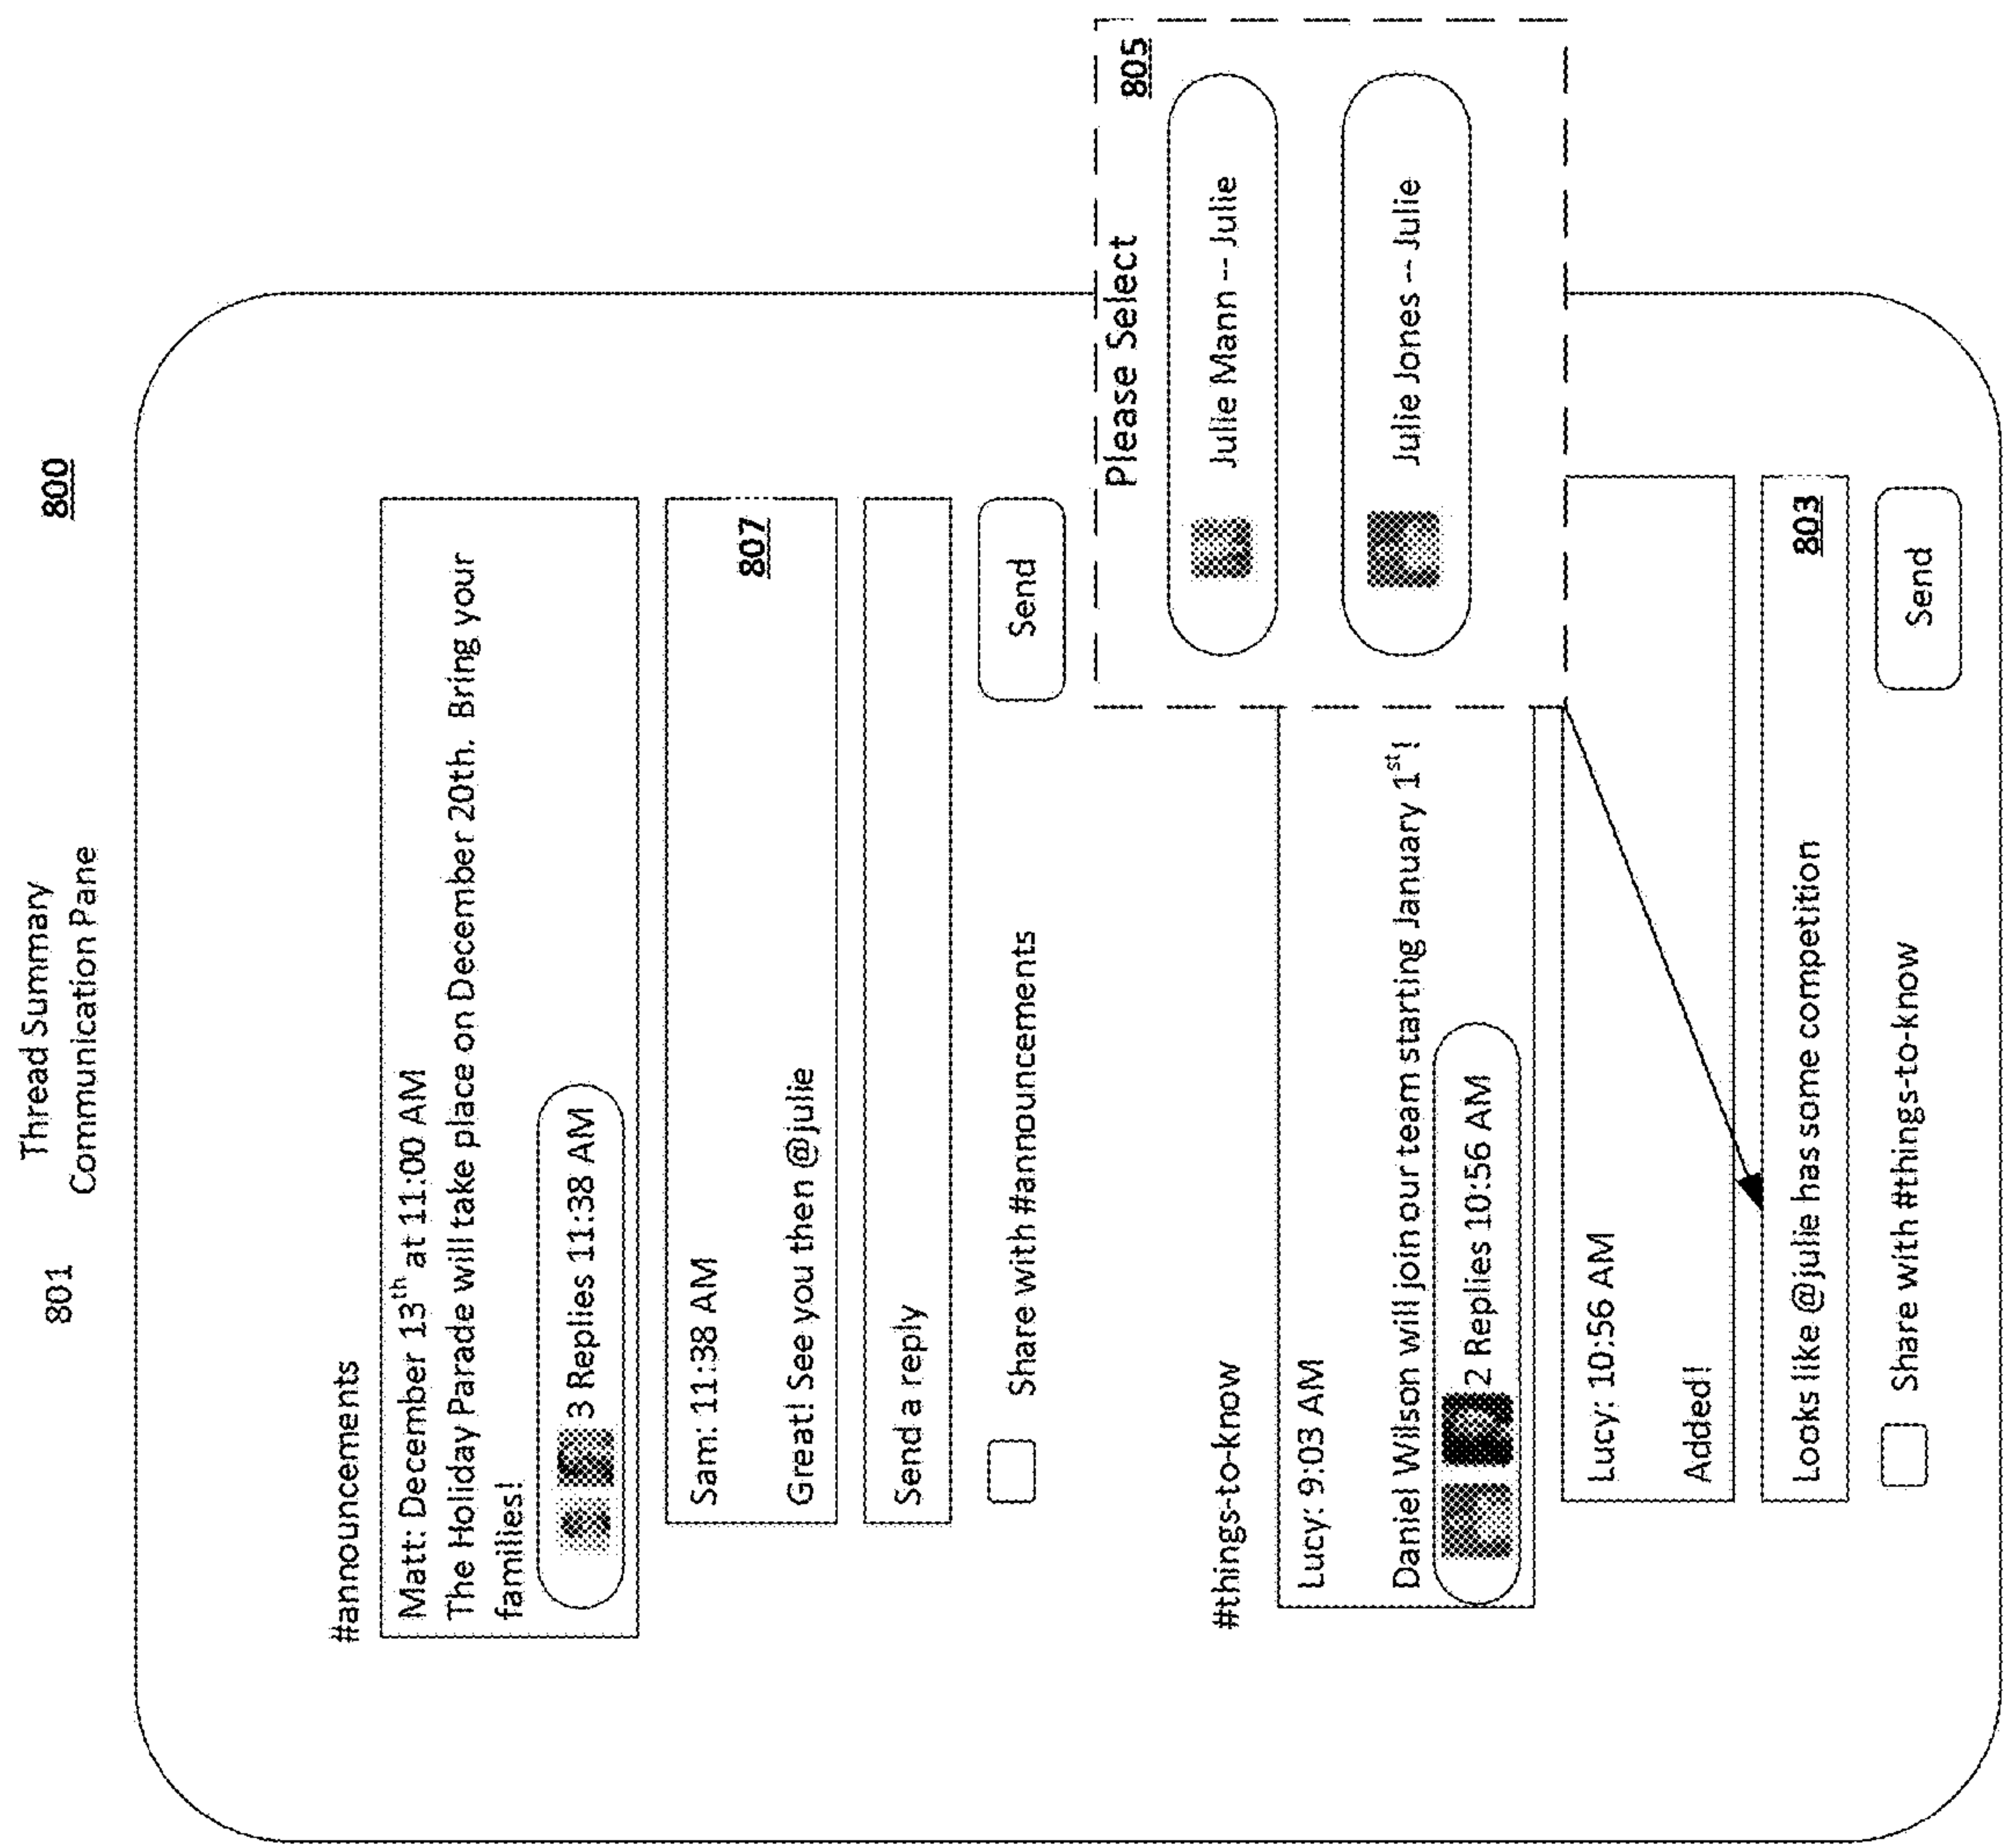 800
801
Thread Summary
Communication Pane
#announcements
Matt: December 13th at 11:00 AM
The Holiday Parade will take place on December 20th. Bring your
families!
3 Replies 11:38 AM
Sam: 11:38 AM
807
Great! See you then @julie
Send a reply
Share with #announcements
Send
Please Select
805
Julie Mann -- Julie
Julie Jones -- Julie
#things-to-know
Lucy: 9:03 AM
Daniel Wilson will join our team starting January 1st!
2 Replies 10:56 AM
Lucy: 10:56 AM
Added!
Looks like @julie has some competition
803
Share with #things-to-know
Send